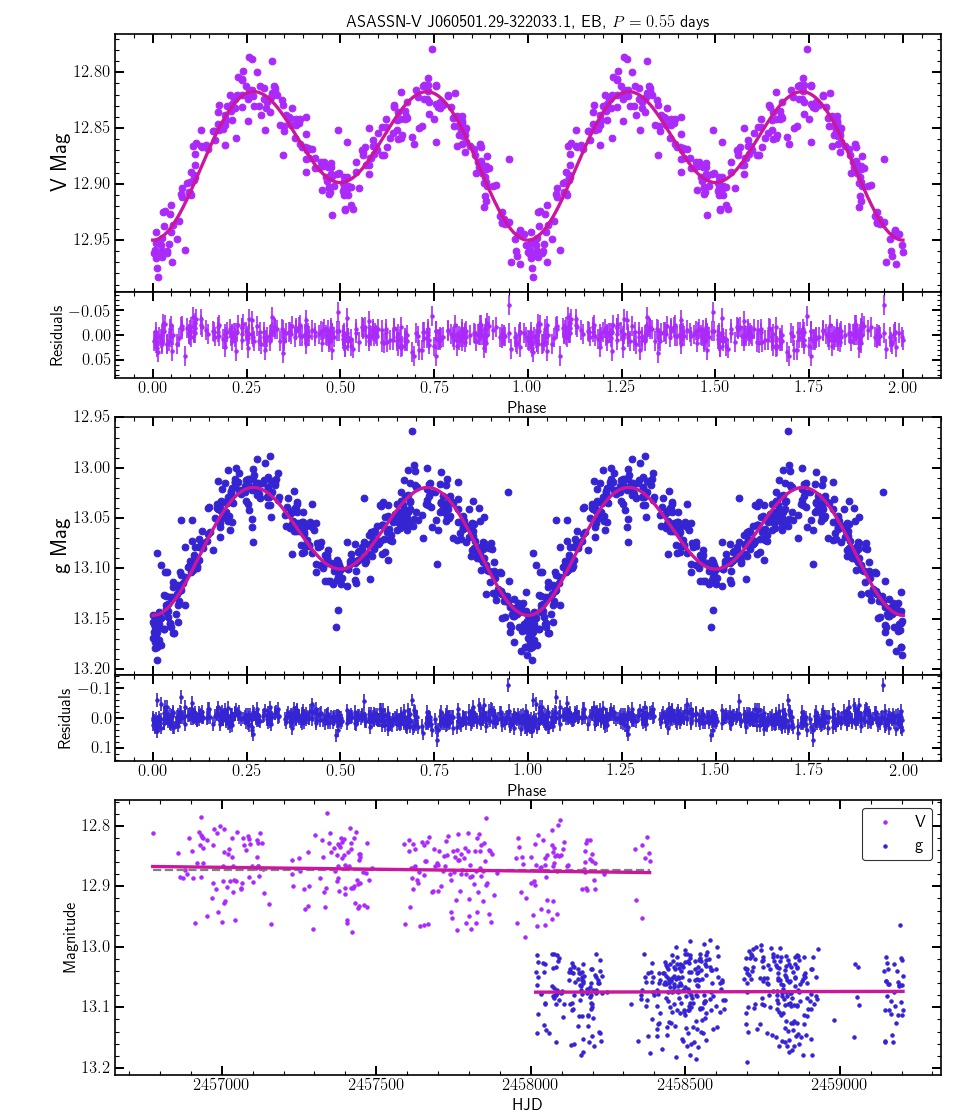 ASASSN-V J060501.29-322033.1, EB, P = 0.55 days
12.80
12.85
12.90
12.95
V Mag
−0.05
0.00
0.05
Residuals
0.00 0.25 0.50 0.75 1.00 1.25 1.50 1.75 2.00
Phase
12.95
13.00
13.05
13.10
13.15
13.20
g Mag
−0.1
0.0
0.1
Residuals
0.00 0.25 0.50 0.75 1.00 1.25 1.50 1.75 2.00
Phase
V
g
12.8
12.9
13.0
13.1
13.2
Magnitude
2457000 2457500 2458000 2458500 2459000
HJD